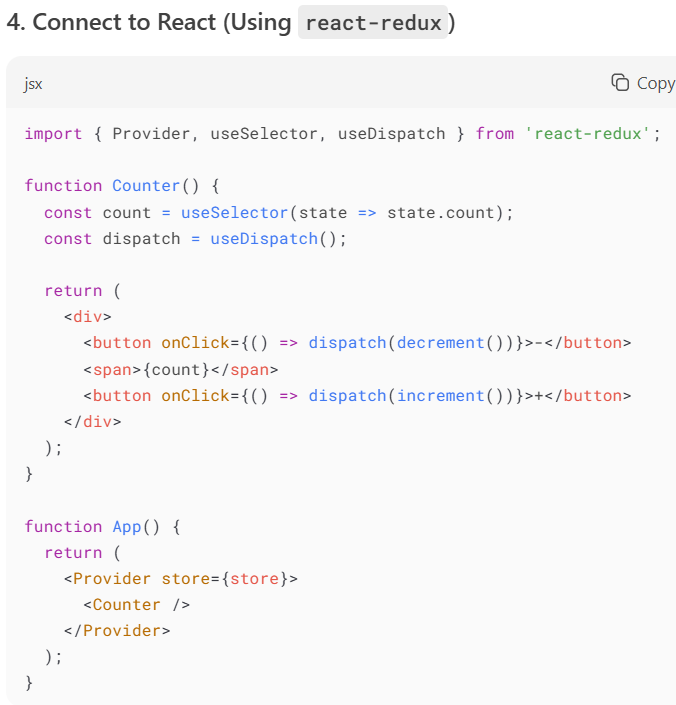 4. Connect to React (Using react-redux)
jsx
Copy
import { Provider, useSelector, useDispatch } from 'react-redux';
function Counter() {
  const count = useSelector(state => state.count);
  const dispatch = useDispatch();
  return (
    <div>
      <button onClick={() => dispatch(decrement())}>-</button>
      <span>{count}</span>
      <button onClick={() => dispatch(increment())}>+</button>
    </div>
  );
}
function App() {
  return (
    <Provider store={store}>
      <Counter />
    </Provider>
  );
}